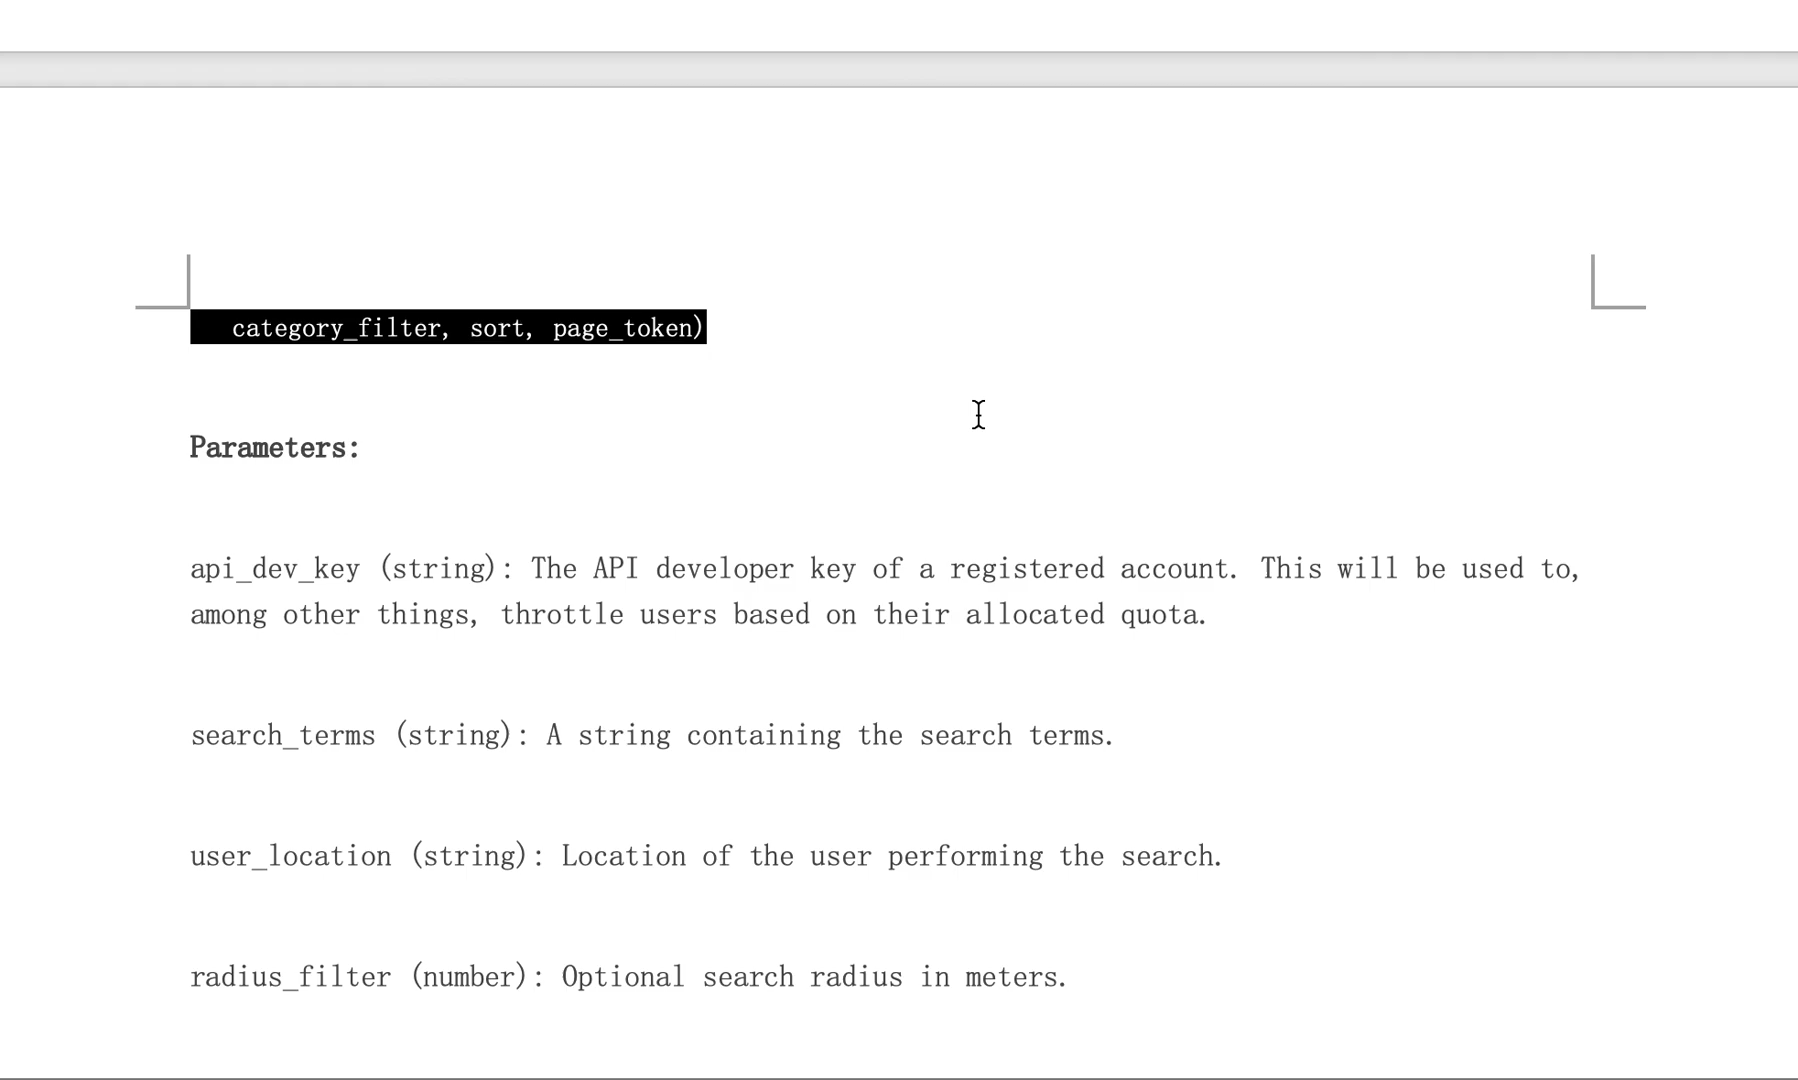 category_filter, sort, page_token)
Parameters:
api_dev_key (string): The API developer key of a registered account. This will be used to,
among other things, throttle users based on their allocated quota.
search_terms (string): A string containing the search terms.
user_location (string): Location of the user performing the search.
radius_filter (number): Optional search radius in meters.